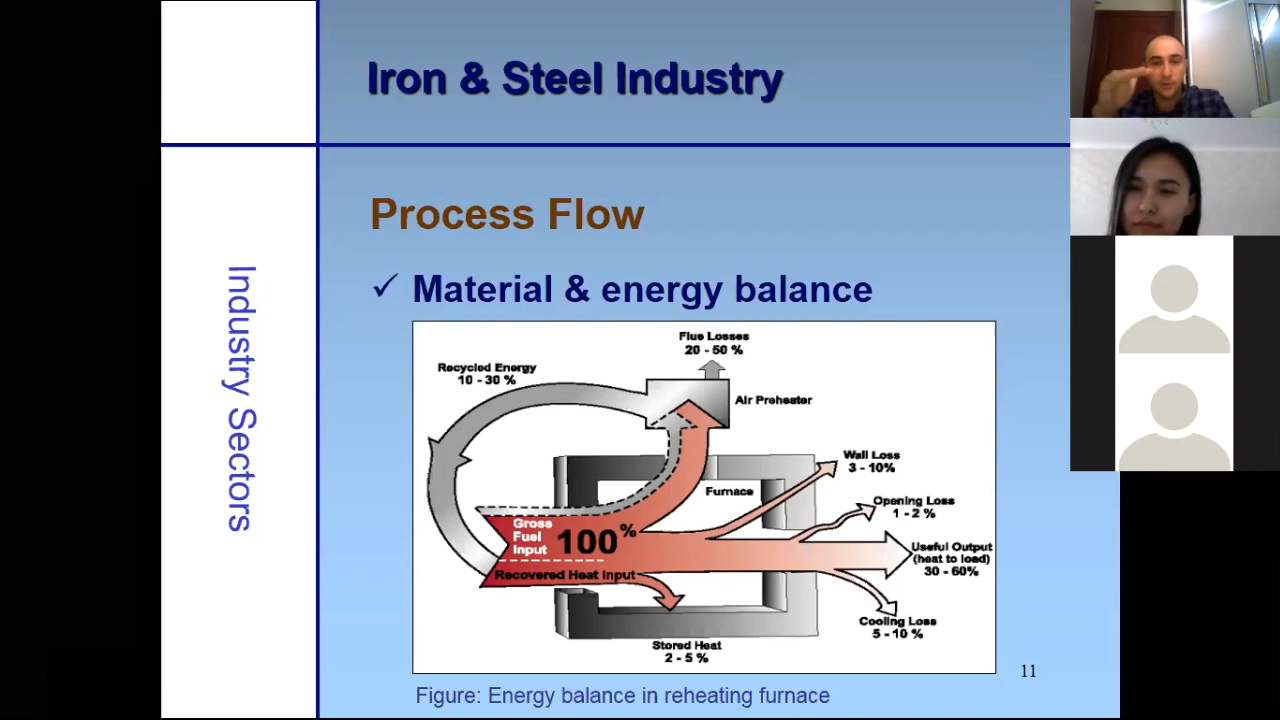 Iron & Steel Industry
Industry Sectors
Process Flow
✓ Material & energy balance
Flue Losses
20 - 50 %
Recycled Energy
10 - 30 %
Air Preheater
Wall Loss
3 - 10%
Furnace
Opening Loss
1 - 2 %
Gross
Fuel
Input
100%
Useful Output
(heat to load)
30 - 60%
Recovered Heat Input
Cooling Loss
5 - 10 %
Stored Heat
2 - 5 %
11
Figure: Energy balance in reheating furnace